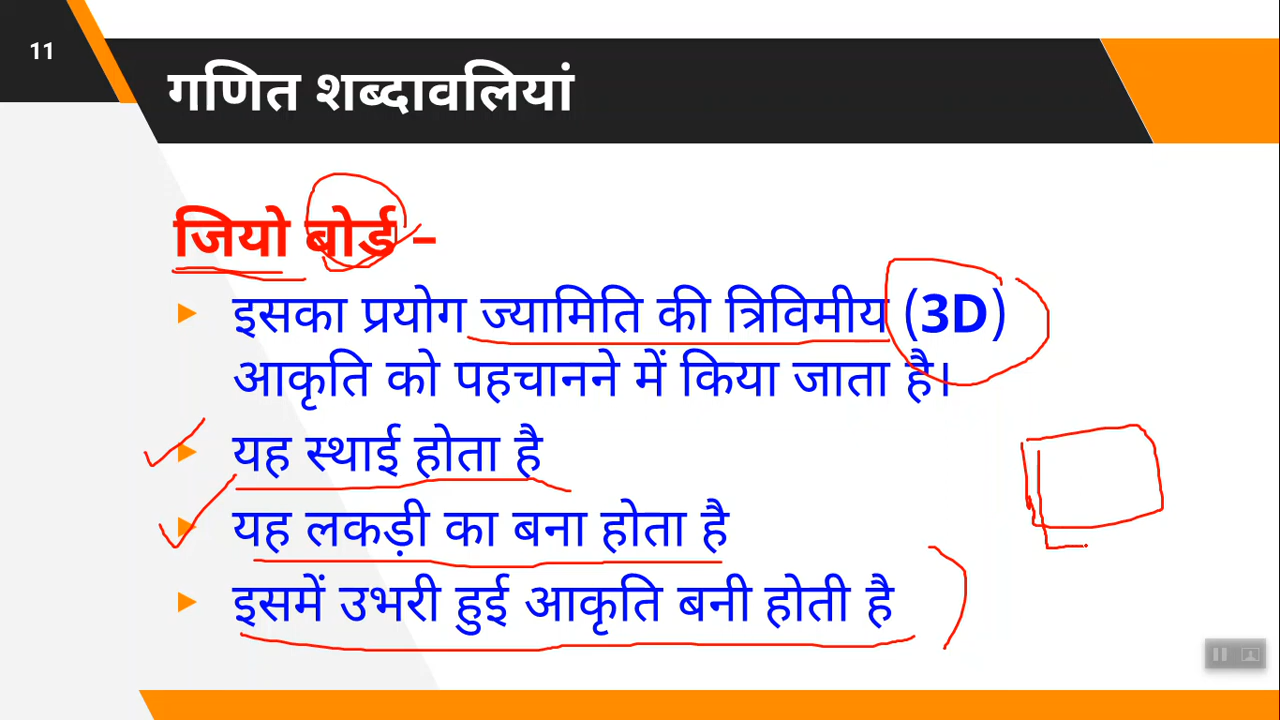 11
गणित शब्दावलियां
जियो बोर्ड –
इसका प्रयोग ज्यामिति की त्रिविमीय (3D)
आकृति को पहचानने में किया जाता है।
यह स्थाई होता है
यह लकड़ी का बना होता है
इसमें उभरी हुई आकृति बनी होती है